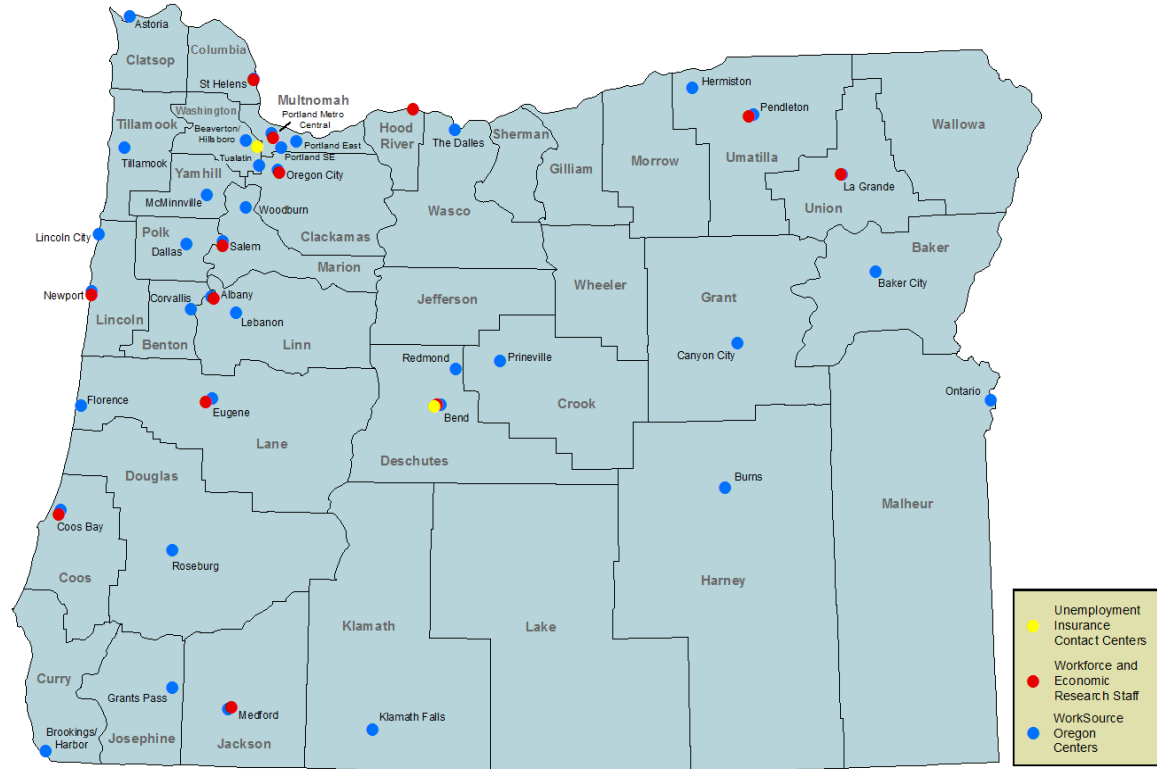 Astoria
Clatsop
Columbia
St Helens
Multnomah
Portland Metro
Central
Washington
Tillamook
Beaverton/
Hillsboro
Portland East
Portland SE
Tualatin
Tillamook
Oregon City
Yamhill
McMinnville
Woodburn
Clackamas
Hood
River
The Dalles
Sherman
Gilliam
Wasco
Morrow
Hermiston
Pendleton
Umatilla
Wallowa
La Grande
Union
Lincoln City
Polk
Dallas
Salem
Marion
Baker
Baker City
Newport
Corvallis
Albany
Lebanon
Lincoln
Benton
Linn
Jefferson
Wheeler
Grant
Canyon City
Redmond
Prineville
Crook
Bend
Deschutes
Florence
Eugene
Lane
Ontario
Douglas
Burns
Malheur
Coos Bay
Roseburg
Coos
Harney
Klamath
Lake
Curry
Grants Pass
Medford
Klamath Falls
Brookings/
Harbor
Josephine
Jackson
Unemployment
Insurance
Contact Centers
Workforce and
Economic
Research Staff
WorkSource
Oregon
Centers